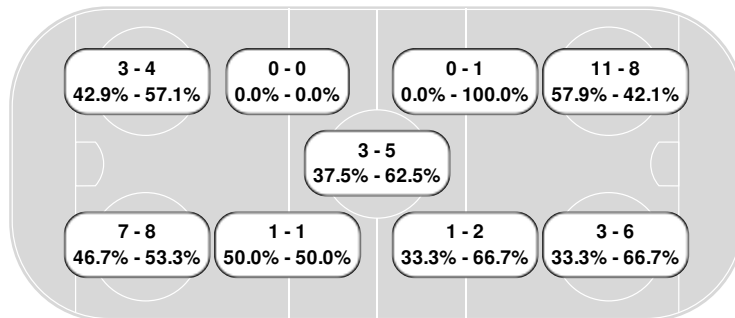 3 - 4
42.9% - 57.1%
0 - 0
0.0% - 0.0%
0 - 1
0.0% - 100.0%
11 - 8
57.9% - 42.1%
3 - 5
37.5% - 62.5%
7 - 8
46.7% - 53.3%
1 - 1
50.0% - 50.0%
1 - 2
33.3% - 66.7%
3 - 6
33.3% - 66.7%